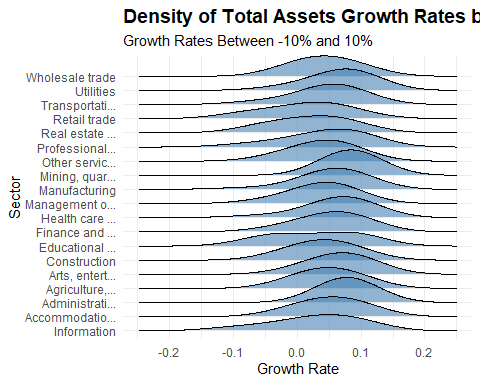 Density of Total Assets Growth Rates b
Growth Rates Between -10% and 10%
Wholesale trade
Utilities
Transportati...
Retail trade
Real estate ...
Professional...
Other servic...
Mining, quar...
Manufacturing
Management o...
Health care ...
Finance and ...
Educational ...
Construction
Arts, entert...
Agriculture,...
Administrati...
Accommodatio...
Information
Sector
-0.2 -0.1 0.0 0.1 0.2
Growth Rate